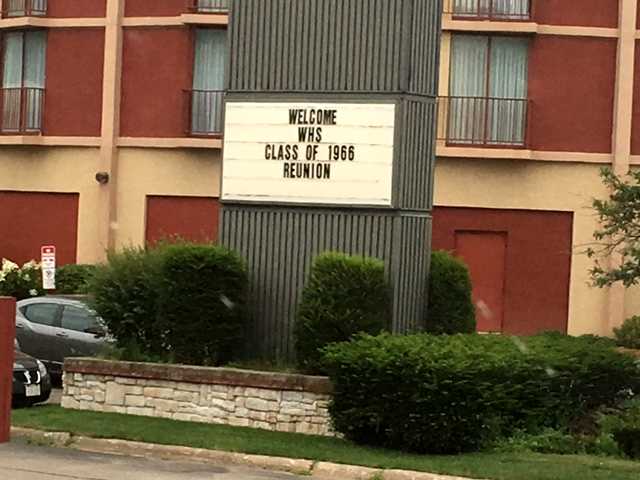 WELCOME
WHS
CLASS OF 1966
REUNION